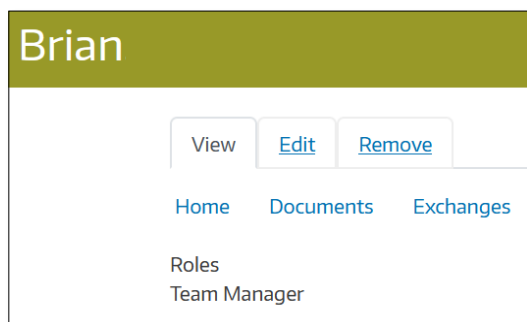 Brian
View Edit Remove
Home Documents Exchanges
Roles
Team Manager